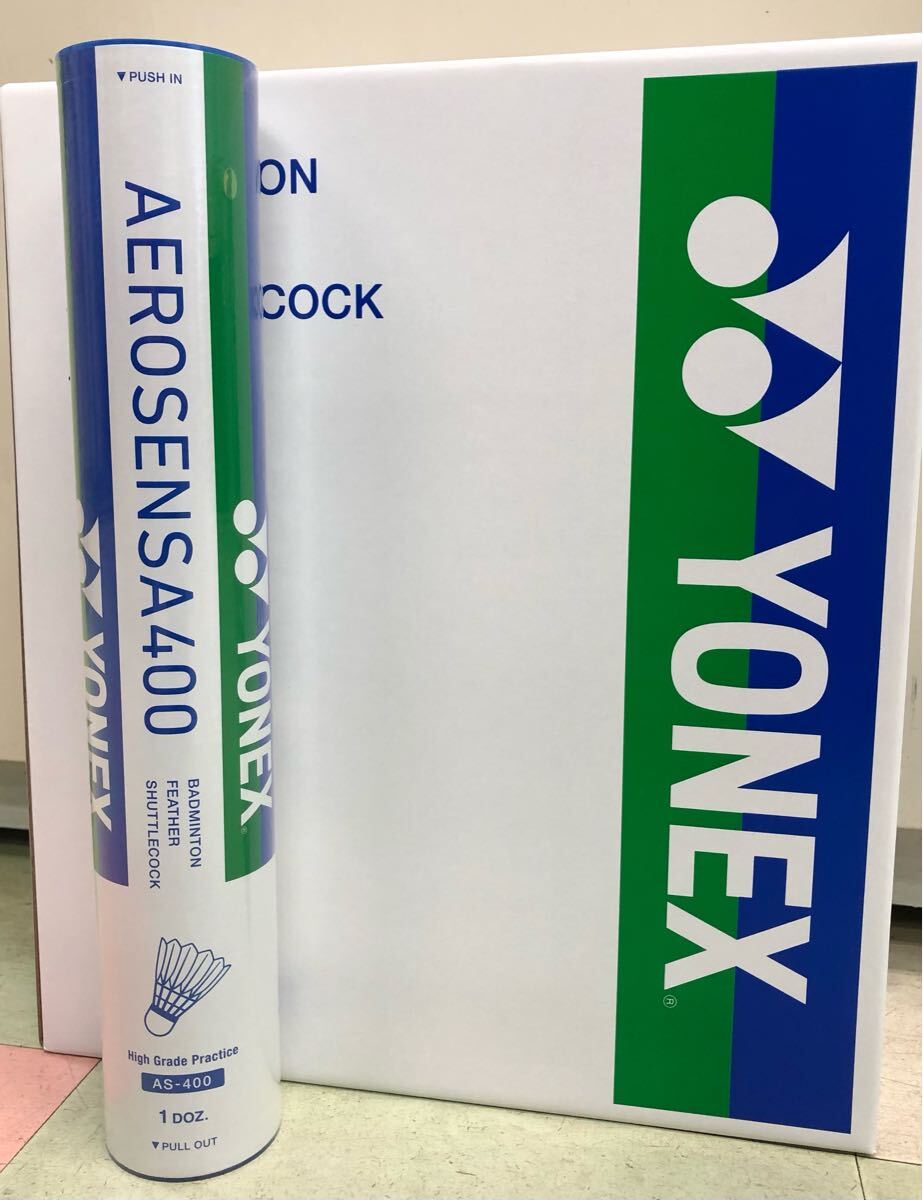 ▼PUSH IN
AEROSENSA400
YONEX
YONEX®
BADMINTON
FEATHER
SHUTTLECOCK
High Grade Practice
AS-400
1 DOZ.
▼PULL OUT
ON
COCK
YONEX®